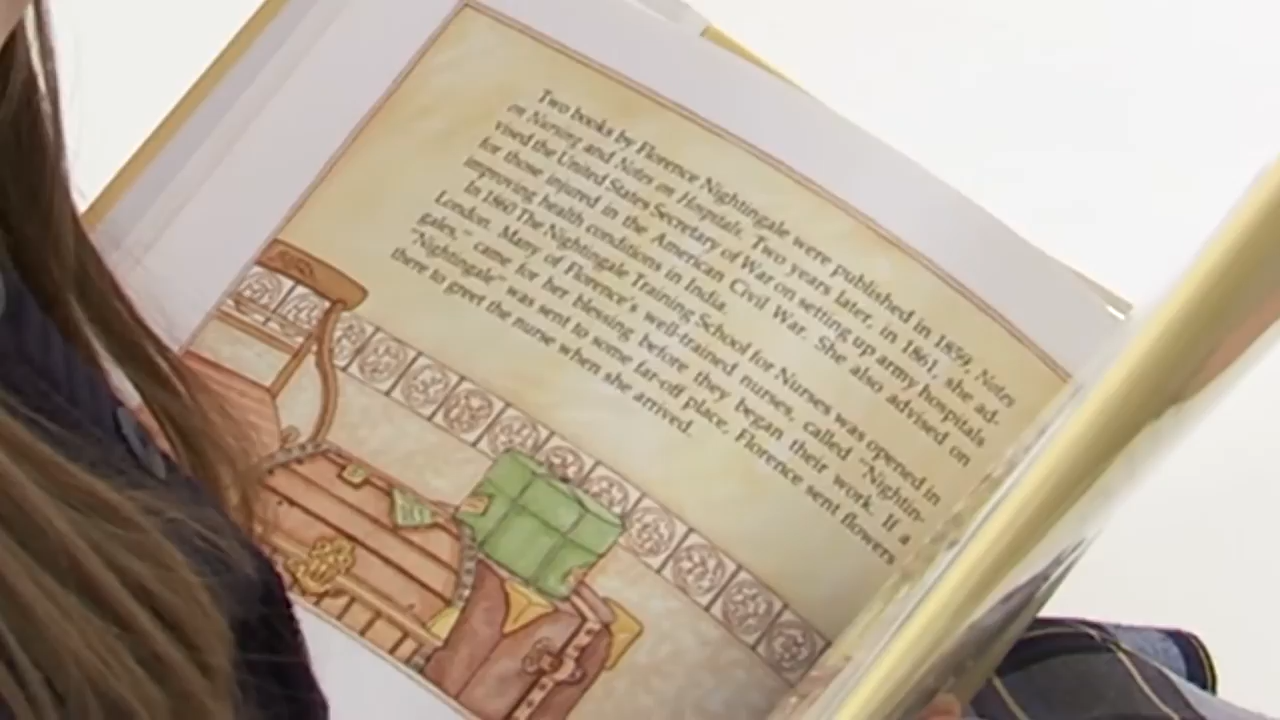 Two books by Florence Nightingale were published in 1859, Notes
on Nursing and Notes on Hospitals. Two years later, in 1861, she ad-
vised the United States Secretary of War on setting up army hospitals
for those injured in the American Civil War. She also advised on
improving health conditions in India.
In 1860 The Nightingale Training School for Nurses was opened in
London. Many of Florence's well-trained nurses, called "Nightin-
gales," came for her blessing before they began their work. If a
"Nightingale" was sent to some far-off place, Florence sent flowers
there to greet the nurse when she arrived.